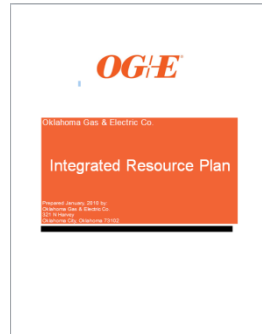 OG+E
Oklahoma Gas & Electric Co.
Integrated Resource Plan
Prepared January, 2010 by:
Oklahoma Gas & Electric Co.
321 N Harvey
Oklahoma City, Oklahoma 73102